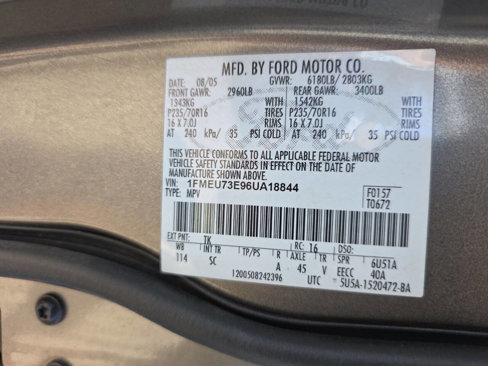 MFD. BY FORD MOTOR CO.
DATE: 08/05 GVWR: 6180LB/ 2803KG
FRONT GAWR: 2960LB REAR GAWR: 3400LB
1343KG WITH 1542KG WITH
P235/70R16 TIRES P235/70R16 TIRES
16 X 7.0J RIMS 16 X 7.0J RIMS
AT 240 kPa/ 35 PSI COLD AT 240 kPa/ 35 PSI COLD
THIS VEHICLE CONFORMS TO ALL APPLICABLE FEDERAL MOTOR
VEHICLE SAFETY STANDARDS IN EFFECT ON THE DATE OF
MANUFACTURE SHOWN ABOVE.
VIN: 1FMEU73E96UA18844
TYPE: MPV
F0157
T0672
EXT PNT: TK RC: 16 DSO:
WB INT TR TP/PS R AXLE TR SPR 6U51A
114 SC A 45 V EECC 40A
1200508242396 UTC 5U5A-1520472-BA